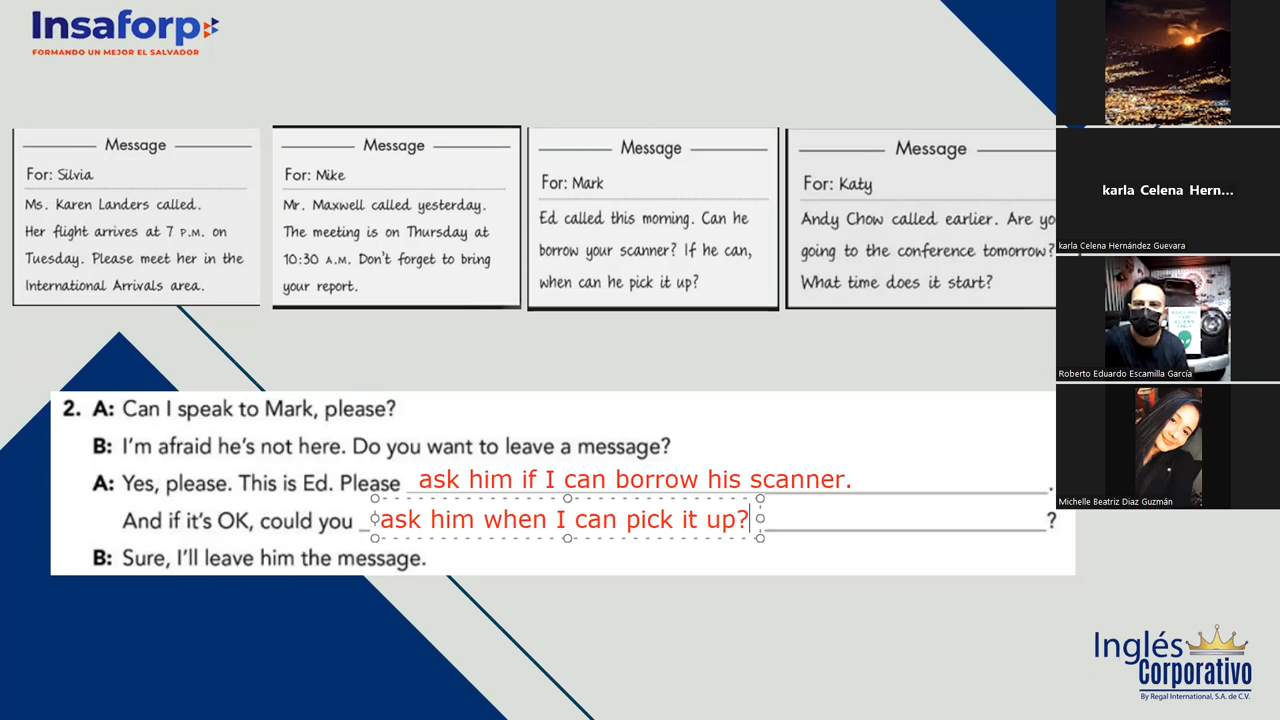 Insaforp
FORMANDO UN MEJOR EL SALVADOR
Message
For: Silvia
Ms. Karen Landers called.
Her flight arrives at 7 P.M. on
Tuesday. Please meet her in the
International Arrivals area.
Message
For: Mike
Mr. Maxwell called yesterday.
The meeting is on Thursday at
10:30 A.M. Don't forget to bring
your report.
Message
For: Mark
Ed called this morning. Can he
borrow your scanner? If he can,
when can he pick it up?
Message
For: Katy
Andy Chow called earlier. Are yo
going to the conference tomorrow?
What time does it start?
2. A: Can I speak to Mark, please?
B: I'm afraid he's not here. Do you want to leave a message?
A: Yes, please. This is Ed. Please ask him if I can borrow his scanner. .
And if it's OK, could you ask him when I can pick it up? ?
B: Sure, I'll leave him the message.
karla Celena Hern...
karla Celena Hernández Guevara
Roberto Eduardo Escamilla García
Michelle Beatriz Diaz Guzmán
Inglés
Corporativo
By Regal International, S.A. de C.V.